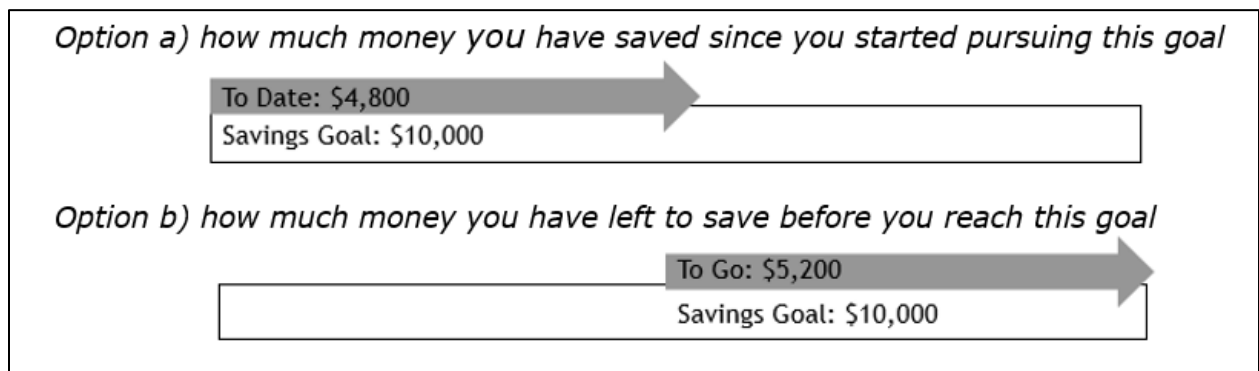 Option a) how much money you have saved since you started pursuing this goal
To Date: $4,800
Savings Goal: $10,000
Option b) how much money you have left to save before you reach this goal
To Go: $5,200
Savings Goal: $10,000